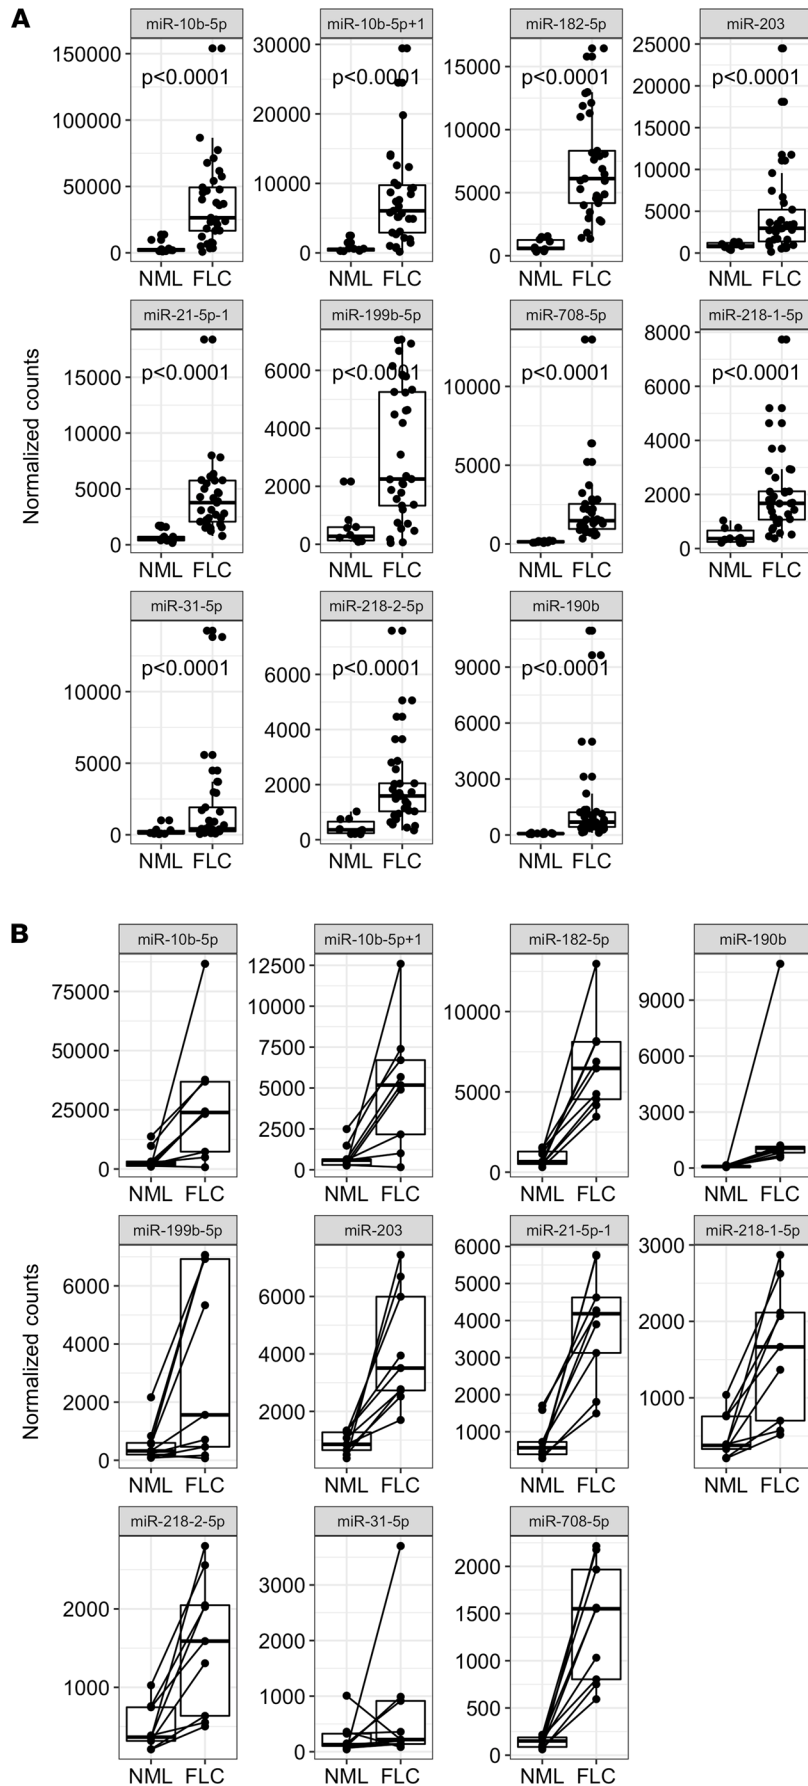 A
miR-10b-5p
miR-10b-5p+1
miR-182-5p
miR-203
150000
100000
50000
0
p<0.0001
NML FLC
30000
20000
10000
0
p<0.0001
NML FLC
15000
10000
5000
0
p<0.0001
NML FLC
25000
20000
15000
10000
5000
0
p<0.0001
NML FLC
Normalized counts
miR-21-5p-1
miR-199b-5p
miR-708-5p
miR-218-1-5p
15000
10000
5000
0
p<0.0001
NML FLC
6000
4000
2000
0
p<0.0001
NML FLC
10000
5000
0
p<0.0001
NML FLC
8000
6000
4000
2000
0
p<0.0001
NML FLC
miR-31-5p
miR-218-2-5p
miR-190b
10000
5000
0
p<0.0001
NML FLC
6000
4000
2000
0
p<0.0001
NML FLC
9000
6000
3000
0
p<0.0001
NML FLC
B
miR-10b-5p
miR-10b-5p+1
miR-182-5p
miR-190b
75000
50000
25000
0
NML FLC
12500
10000
7500
5000
2500
0
NML FLC
10000
5000
0
NML FLC
9000
6000
3000
0
NML FLC
Normalized counts
miR-199b-5p
miR-203
miR-21-5p-1
miR-218-1-5p
6000
4000
2000
0
NML FLC
6000
4000
2000
NML FLC
6000
5000
4000
3000
2000
1000
NML FLC
3000
2000
1000
NML FLC
miR-218-2-5p
miR-31-5p
miR-708-5p
2000
1000
NML FLC
3000
2000
1000
0
NML FLC
2000
1500
1000
500
0
NML FLC